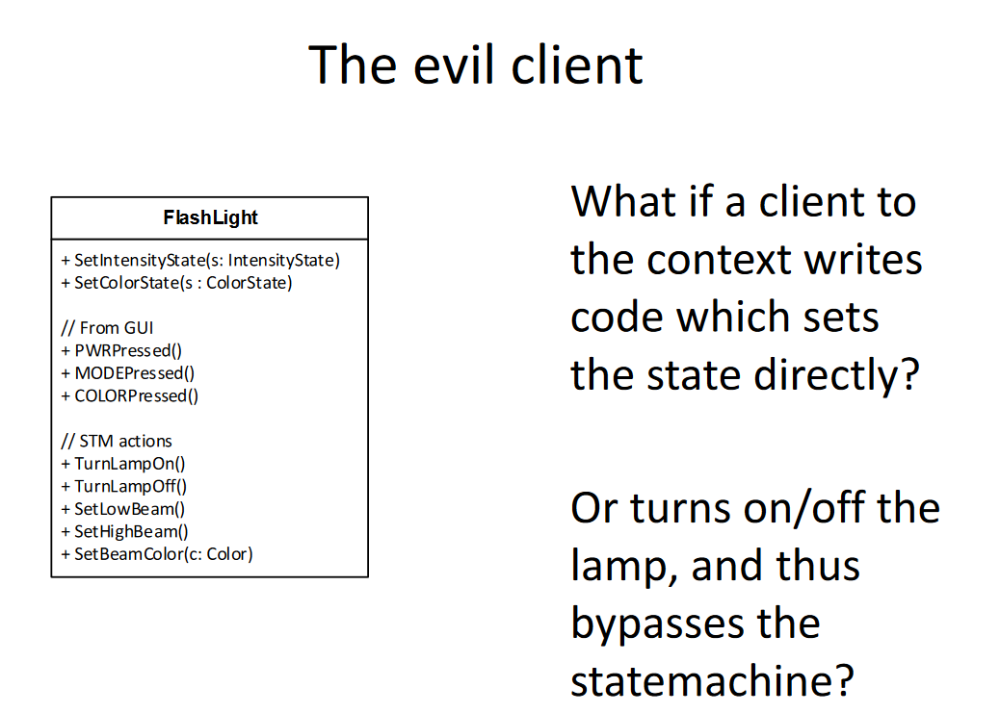 The evil client
FlashLight
+ SetIntensityState(s: IntensityState)
+ SetColorState(s : ColorState)
// From GUI
+ PWRPressed()
+ MODEPressed()
+ COLORPressed()
// STM actions
+ TurnLampOn()
+ TurnLampOff()
+ SetLowBeam()
+ SetHighBeam()
+ SetBeamColor(c: Color)
What if a client to
the context writes
code which sets
the state directly?
Or turns on/off the
lamp, and thus
bypasses the
statemachine?